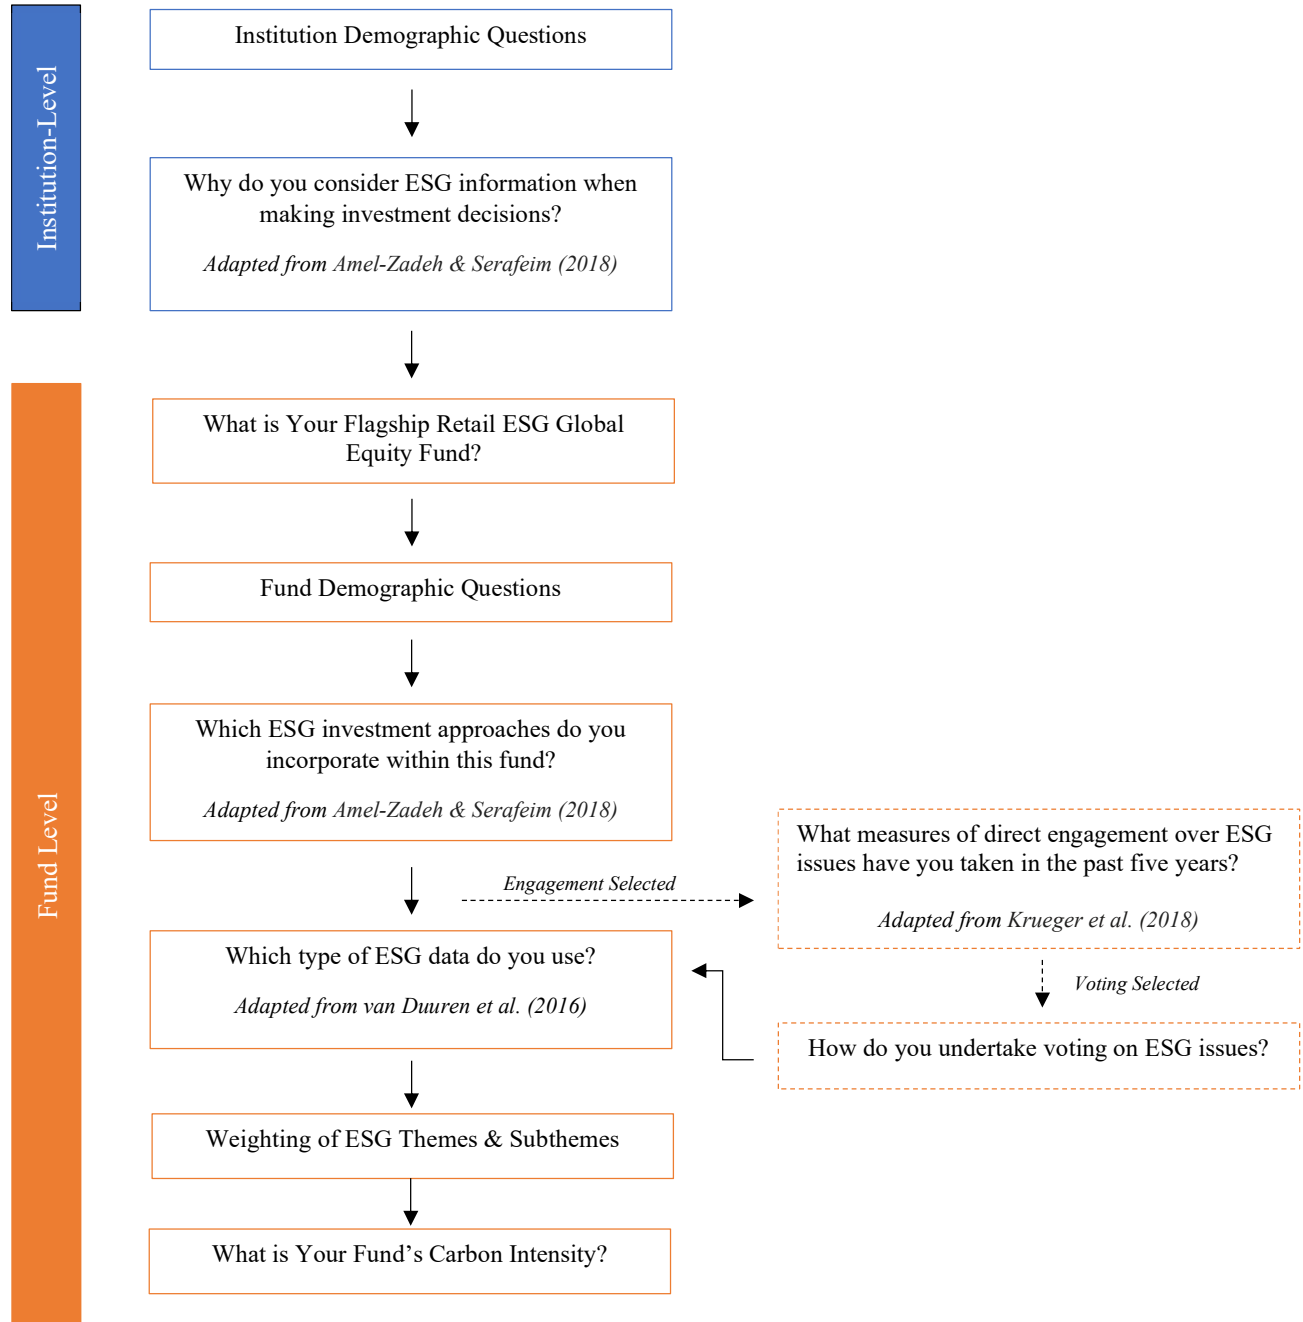 Institution-Level
Institution Demographic Questions
Why do you consider ESG information when
making investment decisions?
Adapted from Amel-Zadeh & Serafeim (2018)
Fund Level
What is Your Flagship Retail ESG Global
Equity Fund?
Fund Demographic Questions
Which ESG investment approaches do you
incorporate within this fund?
Adapted from Amel-Zadeh & Serafeim (2018)
Engagement Selected
What measures of direct engagement over ESG
issues have you taken in the past five years?
Adapted from Krueger et al. (2018)
Voting Selected
How do you undertake voting on ESG issues?
Which type of ESG data do you use?
Adapted from van Duuren et al. (2016)
Weighting of ESG Themes & Subthemes
What is Your Fund’s Carbon Intensity?